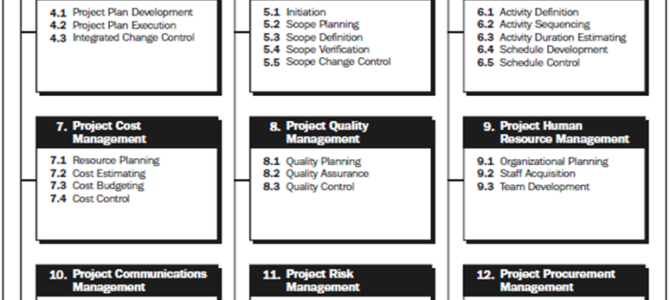 4.1 Project Plan Development
4.2 Project Plan Execution
4.3 Integrated Change Control
5.1 Initiation
5.2 Scope Planning
5.3 Scope Definition
5.4 Scope Verification
5.5 Scope Change Control
6.1 Activity Definition
6.2 Activity Sequencing
6.3 Activity Duration Estimating
6.4 Schedule Development
6.5 Schedule Control
7. Project Cost
Management
7.1 Resource Planning
7.2 Cost Estimating
7.3 Cost Budgeting
7.4 Cost Control
8. Project Quality
Management
8.1 Quality Planning
8.2 Quality Assurance
8.3 Quality Control
9. Project Human
Resource Management
9.1 Organizational Planning
9.2 Staff Acquisition
9.3 Team Development
10. Project Communications
Management
11. Project Risk
Management
12. Project Procurement
Management